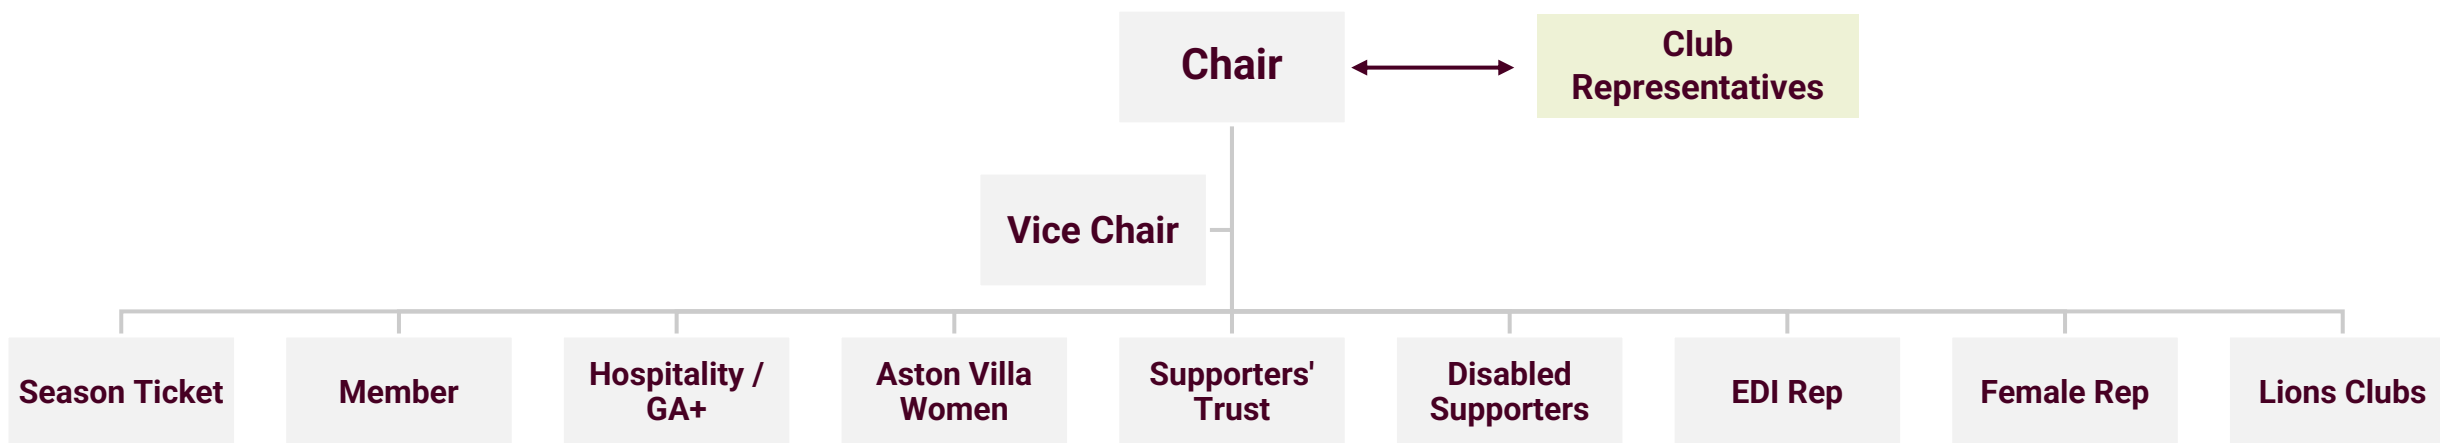 Chair
Club
Representatives
Vice Chair
Season Ticket
Member
Hospitality /
GA+
Aston Villa
Women
Supporters'
Trust
Disabled
Supporters
EDI Rep
Female Rep
Lions Clubs